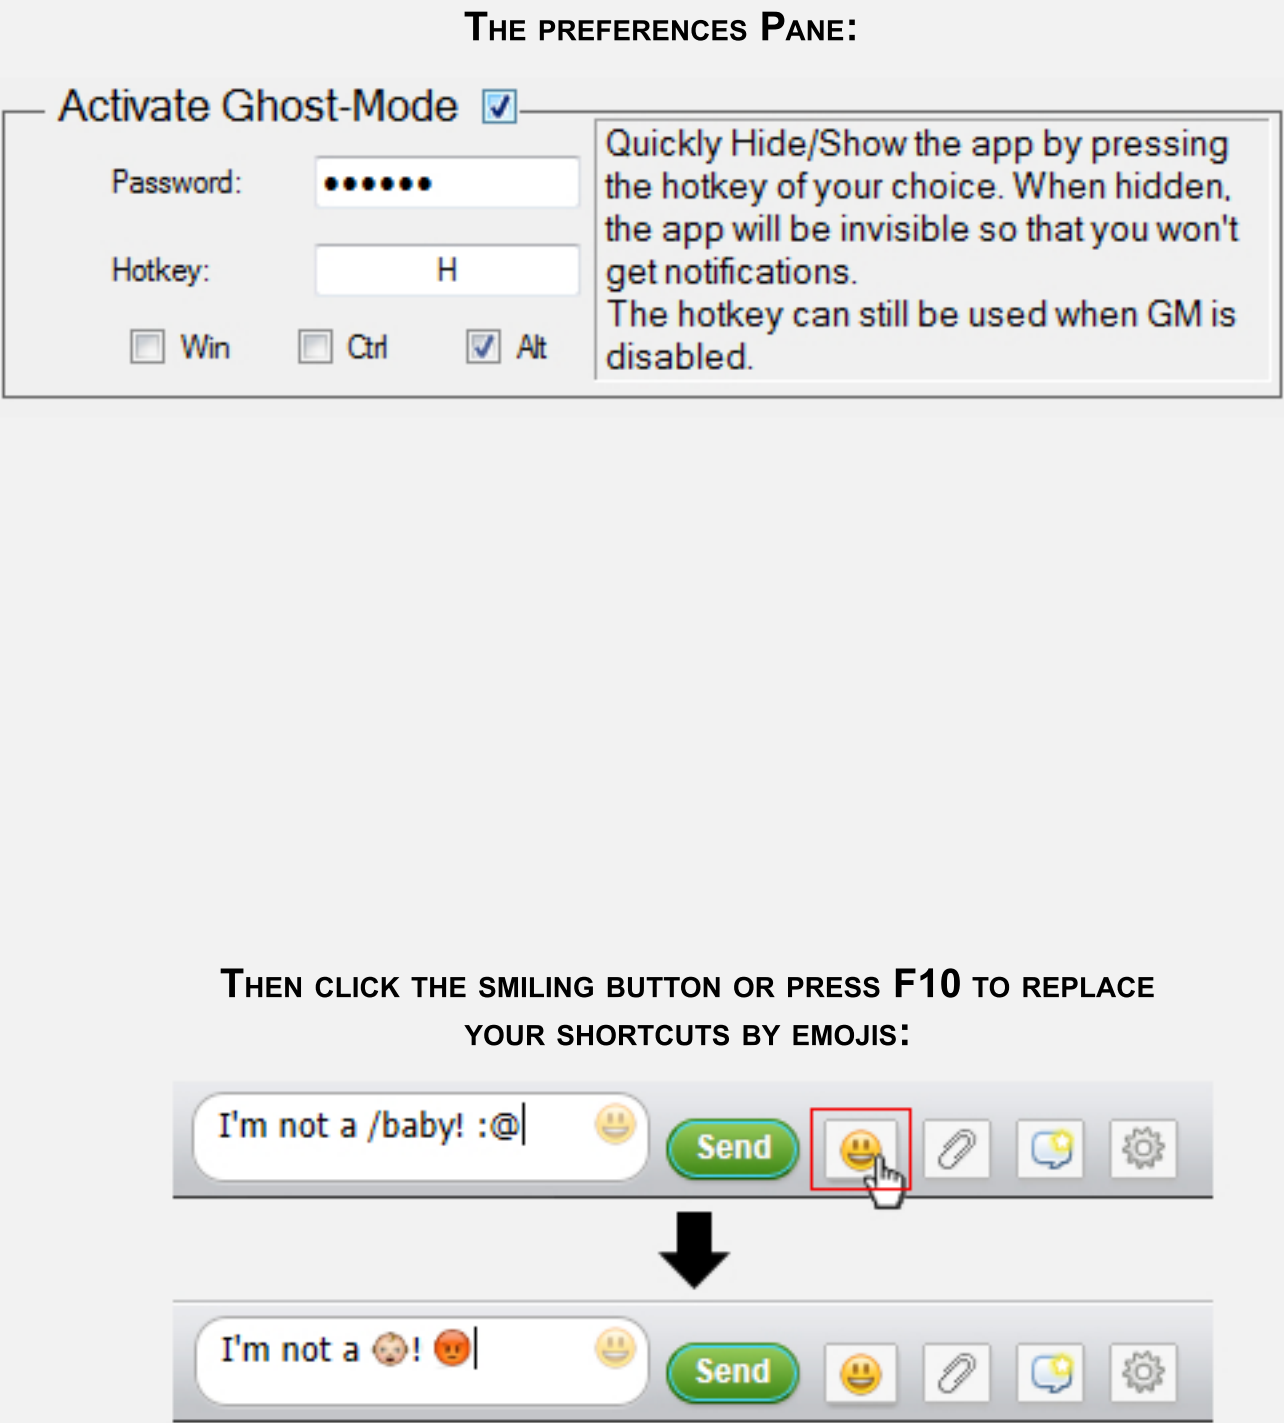 The preferences Pane:
Activate Ghost-Mode
Password: ••••••
Hotkey: H
Win Ctrl Alt
Quickly Hide/Show the app by pressing
the hotkey of your choice. When hidden,
the app will be invisible so that you won't
get notifications.
The hotkey can still be used when GM is
disabled.
Then click the smiling button or press F10 to replace
your shortcuts by emojis:
I'm not a /baby! :@
Send
I'm not a 👶! 😡
Send